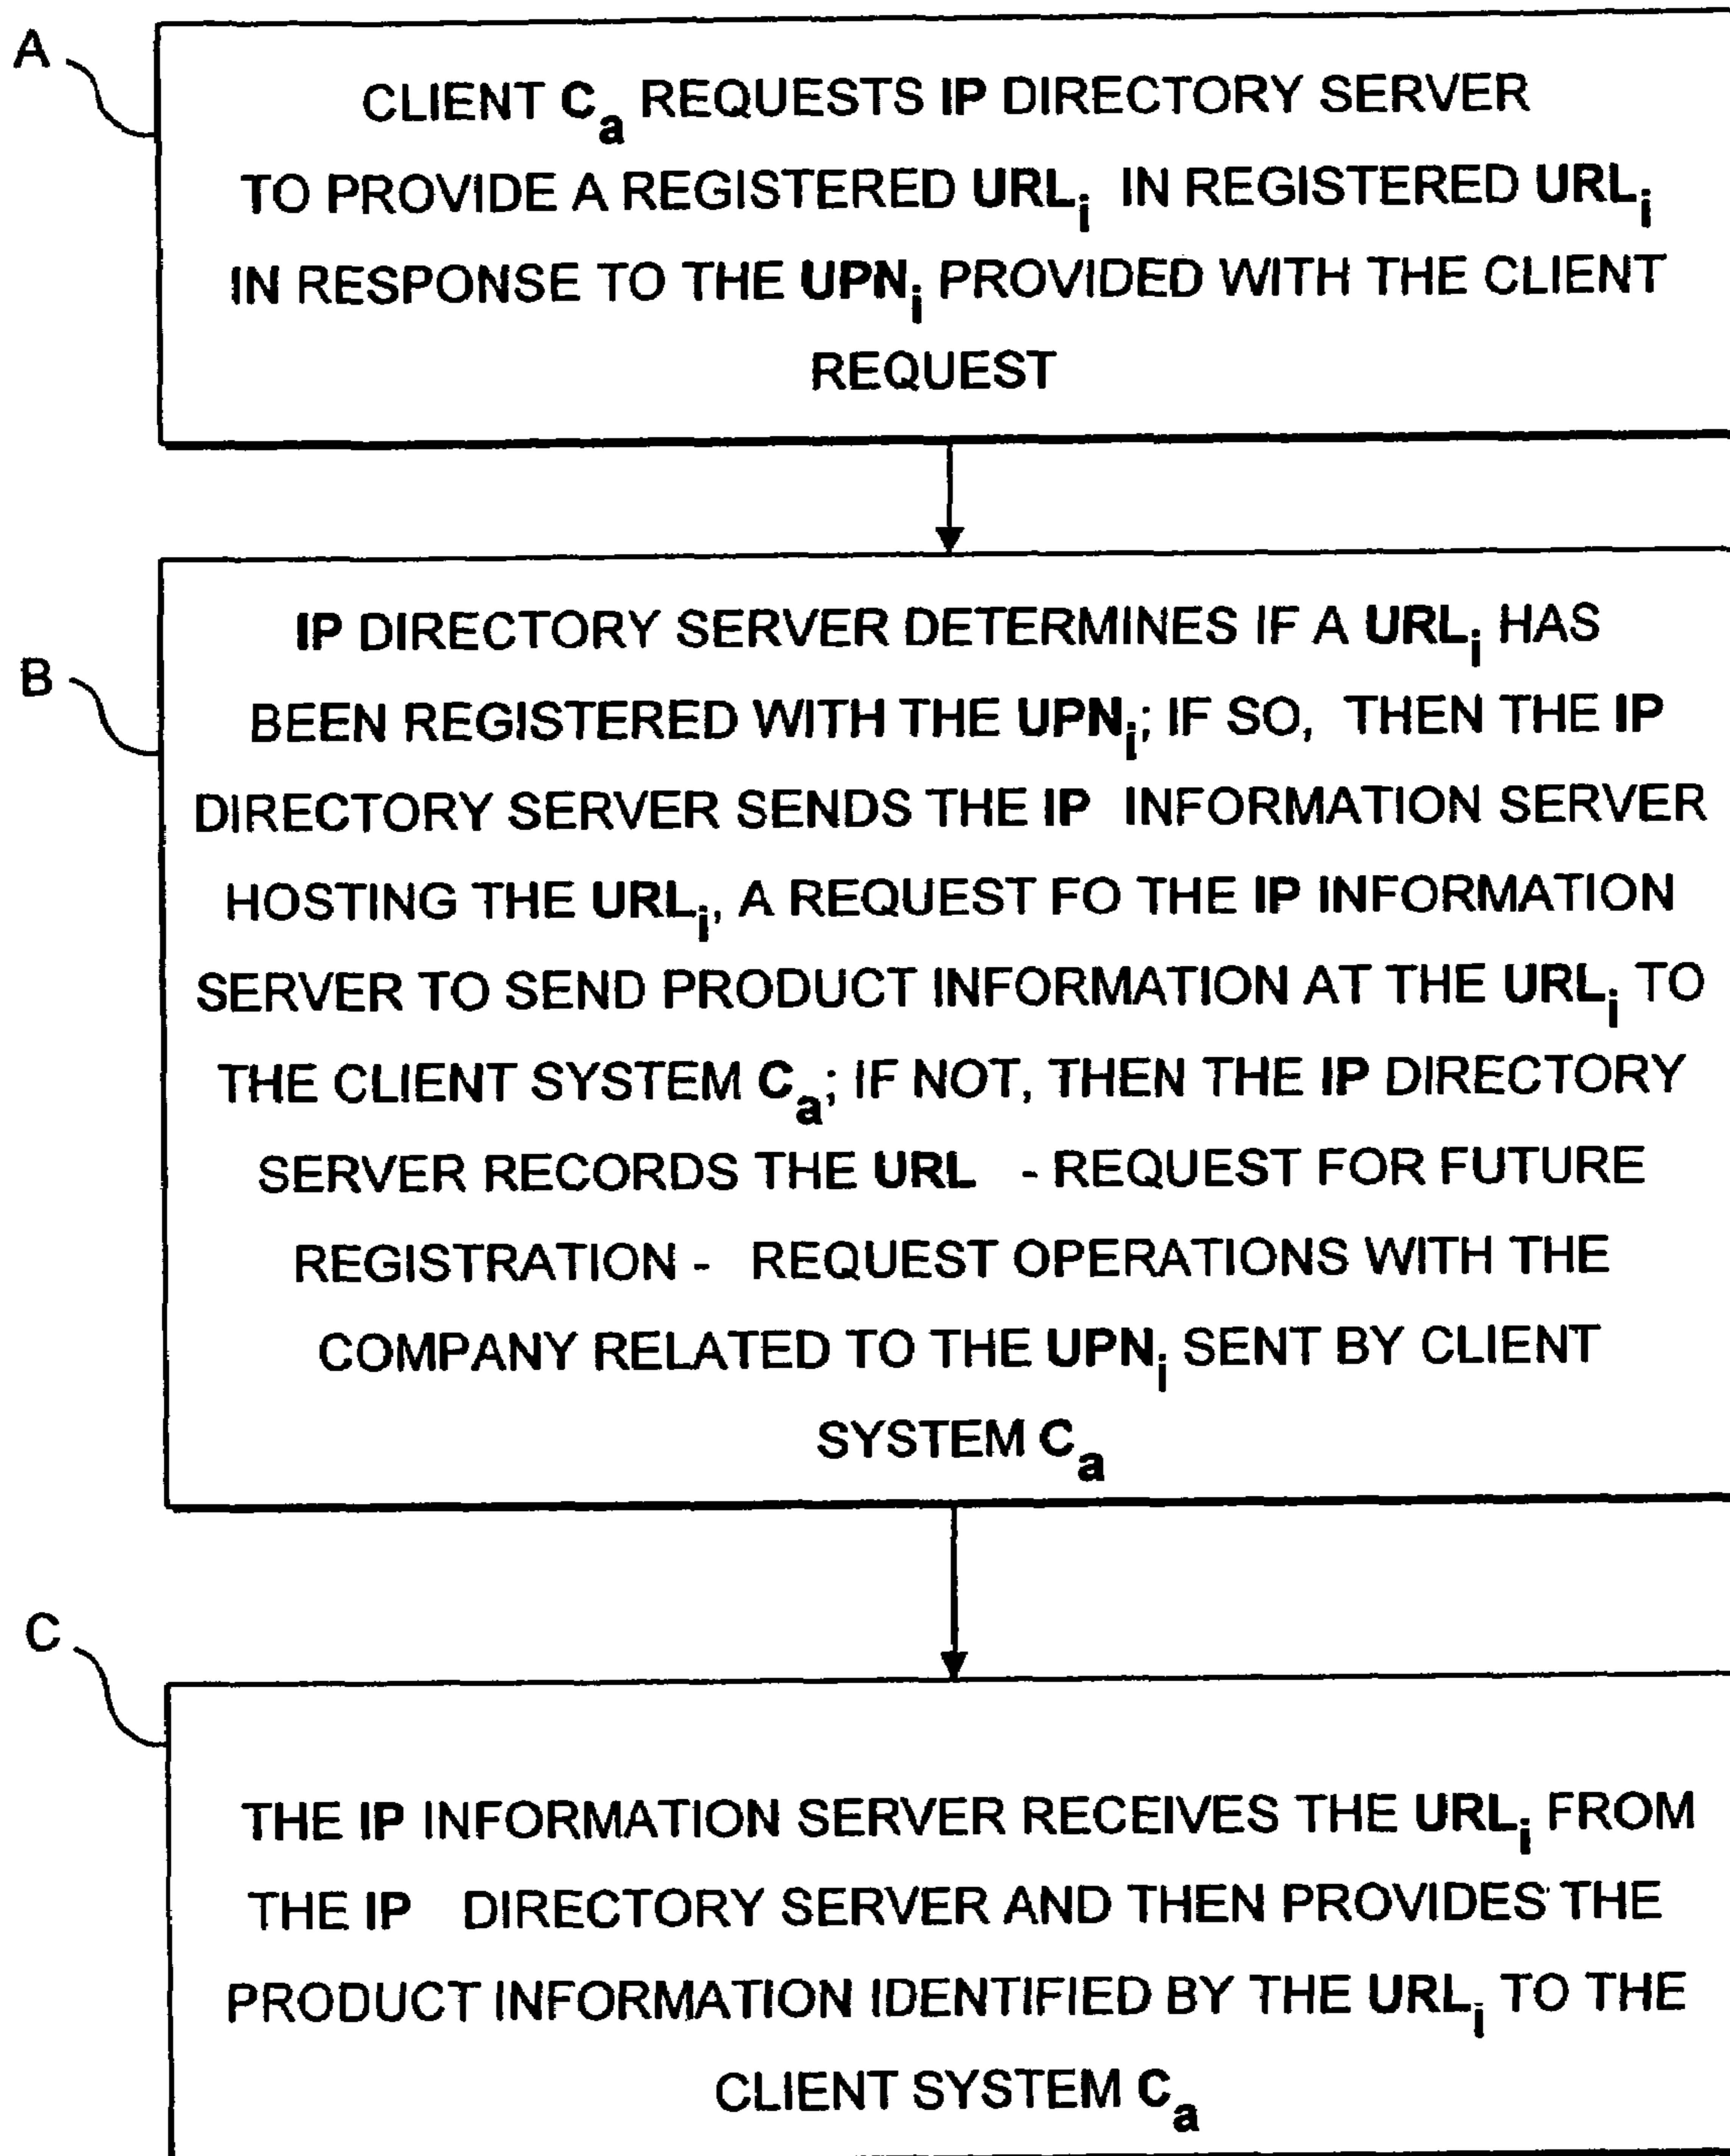 A
CLIENT Ca REQUESTS IP DIRECTORY SERVER
TO PROVIDE A REGISTERED URLi IN REGISTERED URLi
IN RESPONSE TO THE UPNi PROVIDED WITH THE CLIENT
REQUEST
B
IP DIRECTORY SERVER DETERMINES IF A URLi HAS
BEEN REGISTERED WITH THE UPNi; IF SO, THEN THE IP
DIRECTORY SERVER SENDS THE IP INFORMATION SERVER
HOSTING THE URLi, A REQUEST FO THE IP INFORMATION
SERVER TO SEND PRODUCT INFORMATION AT THE URLi TO
THE CLIENT SYSTEM Ca; IF NOT, THEN THE IP DIRECTORY
SERVER RECORDS THE URL - REQUEST FOR FUTURE
REGISTRATION - REQUEST OPERATIONS WITH THE
COMPANY RELATED TO THE UPNi SENT BY CLIENT
SYSTEM Ca
C
THE IP INFORMATION SERVER RECEIVES THE URLi FROM
THE IP DIRECTORY SERVER AND THEN PROVIDES THE
PRODUCT INFORMATION IDENTIFIED BY THE URLi TO THE
CLIENT SYSTEM Ca